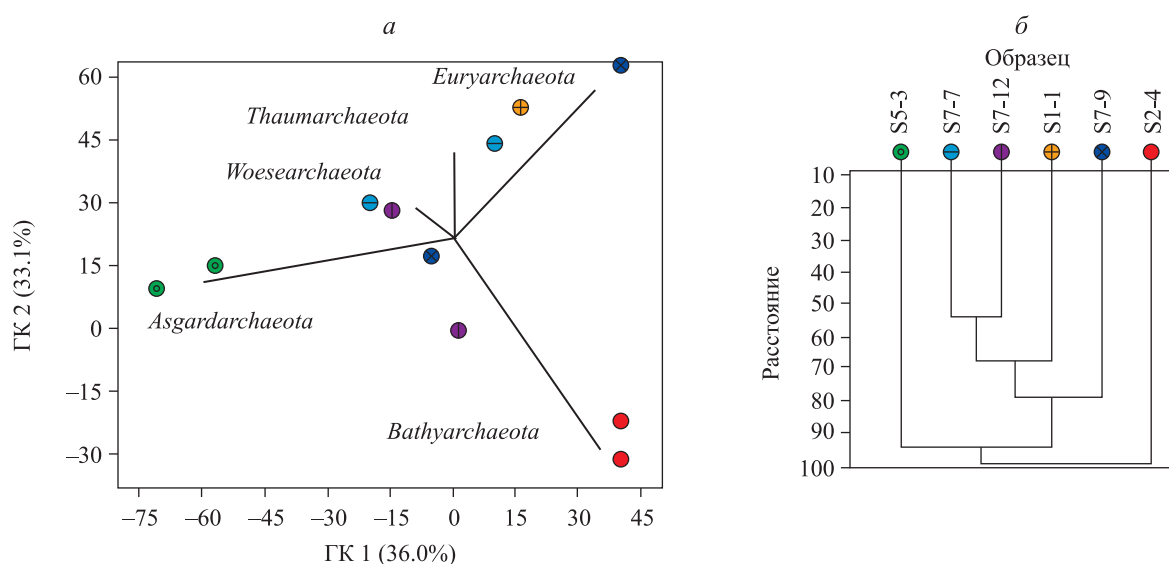 а
60
45
30
15
0
–15
–30
ГК 2 (33.1%)
Euryarchaeota
Thaumarchaeota
Woesearchaeota
Asgardarchaeota
Bathyarchaeota
–75
–60
–45
–30
–15
0
15
30
45
ГК 1 (36.0%)
б
Образец
S5-3
S7-7
S7-12
S1-1
S7-9
S2-4
Расстояние
10
20
30
40
50
60
70
80
90
100